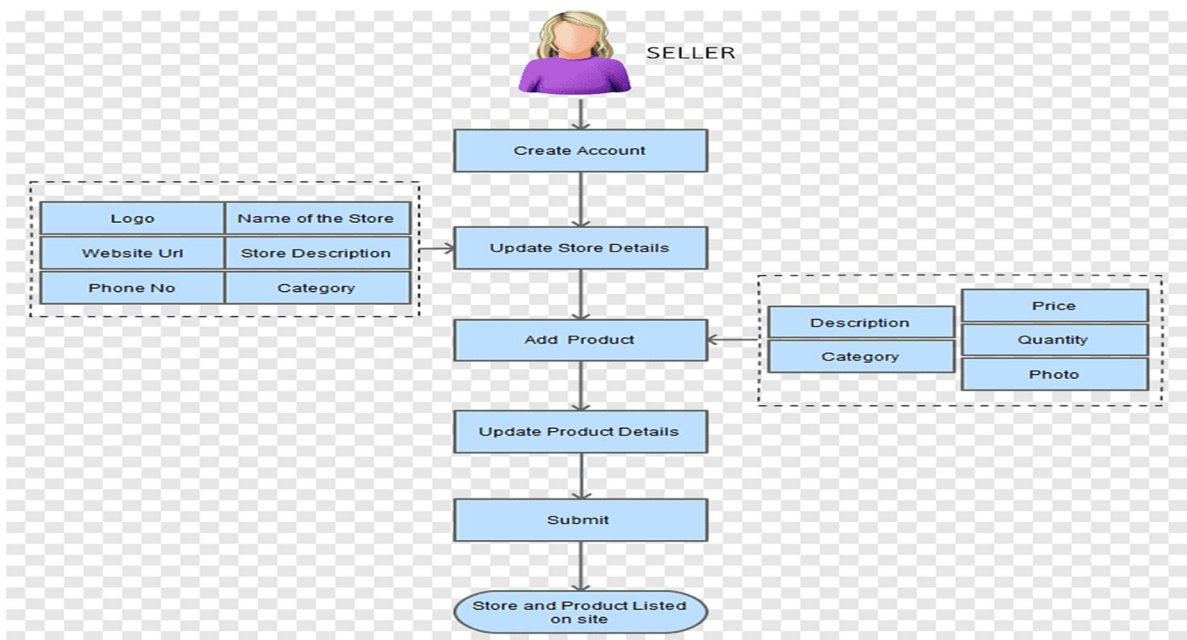 SELLER
Create Account
Logo
Name of the Store
Website Url
Store Description
Phone No
Category
Update Store Details
Add Product
Description
Category
Price
Quantity
Photo
Update Product Details
Submit
Store and Product Listed
on site